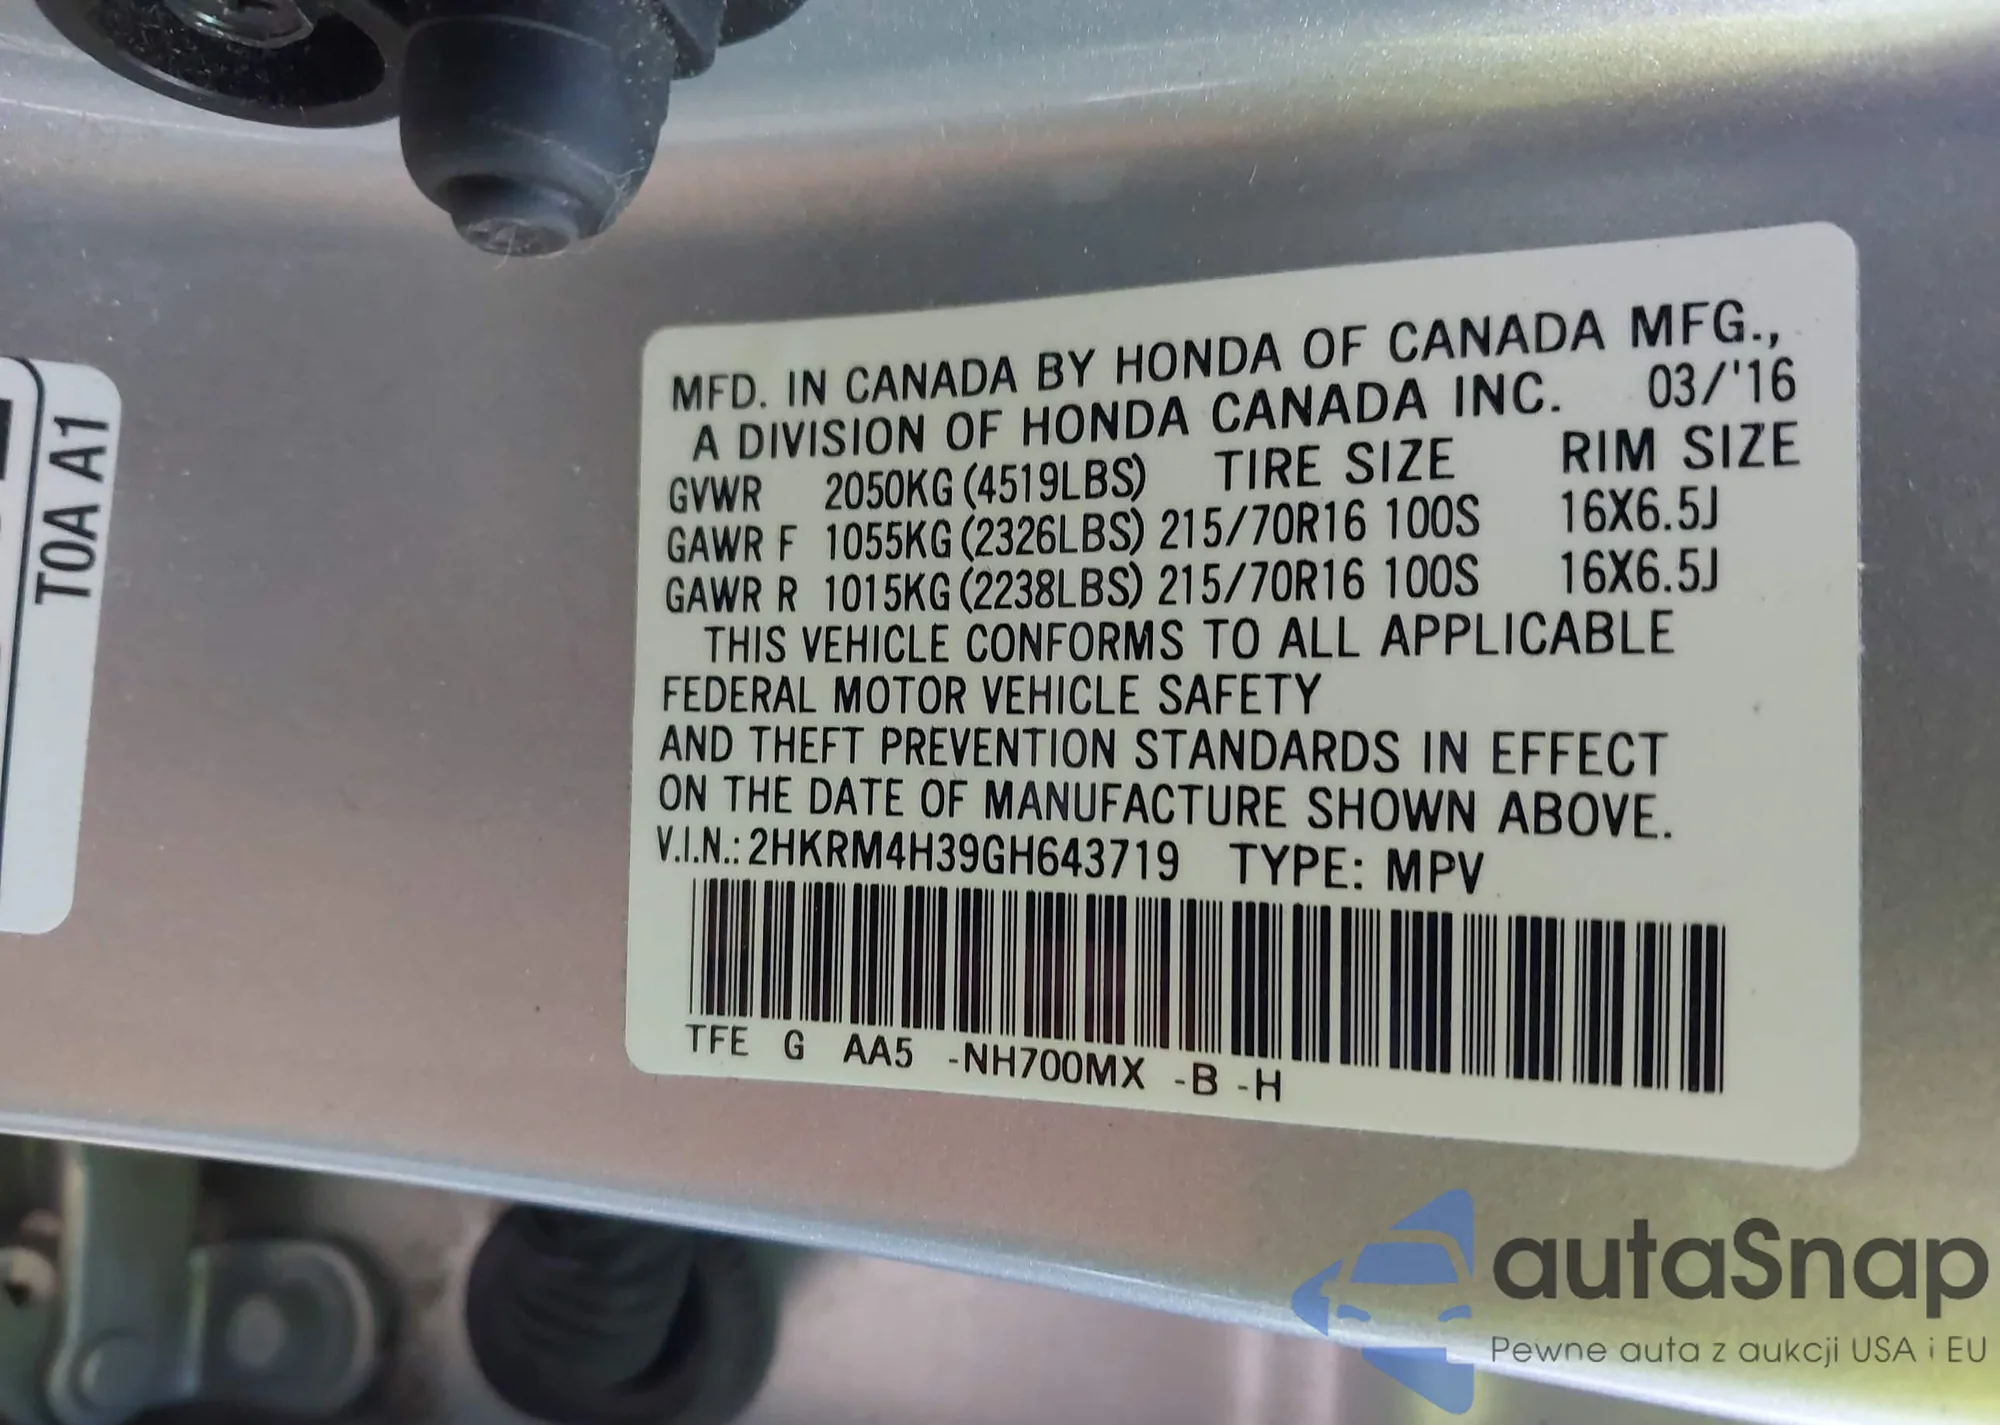 MFD. IN CANADA BY HONDA OF CANADA MFG.,
A DIVISION OF HONDA CANADA INC. 03/'16
GVWR 2050KG (4519LBS) TIRE SIZE RIM SIZE
GAWR F 1055KG (2326LBS) 215/70R16 100S 16X6.5J
GAWR R 1015KG (2238LBS) 215/70R16 100S 16X6.5J
THIS VEHICLE CONFORMS TO ALL APPLICABLE
FEDERAL MOTOR VEHICLE SAFETY
AND THEFT PREVENTION STANDARDS IN EFFECT
ON THE DATE OF MANUFACTURE SHOWN ABOVE.
V.I.N.: 2HKRM4H39GH643719 TYPE: MPV
TFE G AA5 -NH700MX -B -H
T0A A1
autaSnap
Pewne auta z aukcji USA i EU